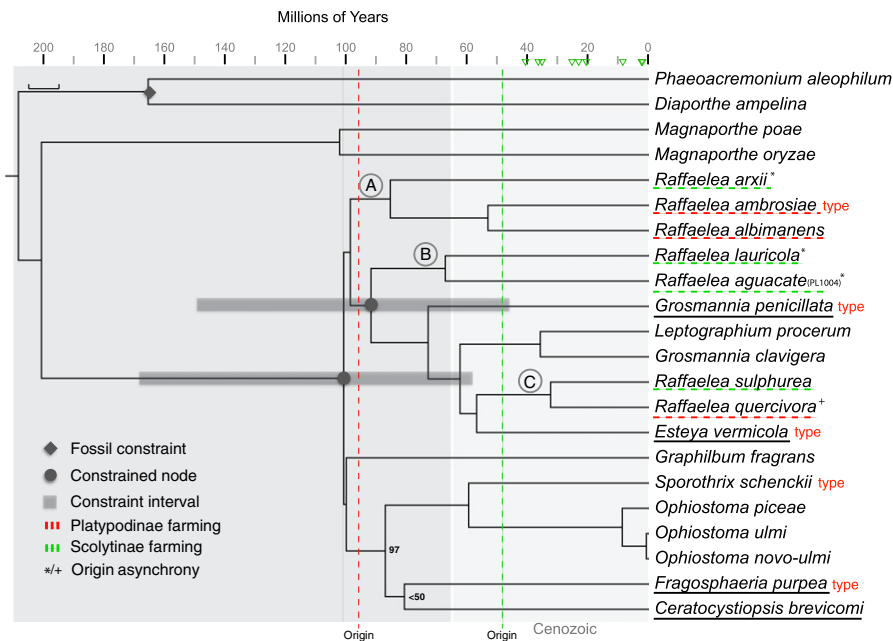 Millions of Years
200 180 160 140 120 100 80 60 40 20 0
Phaeoacremonium aleophilum
Diaporthe ampelina
Magnaporthe poae
Magnaporthe oryzae
A
Raffaelea arxii*
Raffaelea ambrosiae type
Raffaelea albimanens
B
Raffaelea lauricola*
Raffaelea aguacate(PL1004)*
Grosmannia penicillata type
Leptographium procerum
Grosmannia clavigera
C
Raffaelea sulphurea
Raffaelea quercivora+
Esteya vermicola type
Graphilbum fragrans
Sporothrix schenckii type
Ophiostoma piceae
Ophiostoma ulmi
Ophiostoma novo-ulmi
Fragosphaeria purpea type
Ceratocystiopsis brevicomi
97
<50
Fossil constraint
Constrained node
Constraint interval
Platypodinae farming
Scolytinae farming
*/+ Origin asynchrony
Origin
Origin
Cenozoic